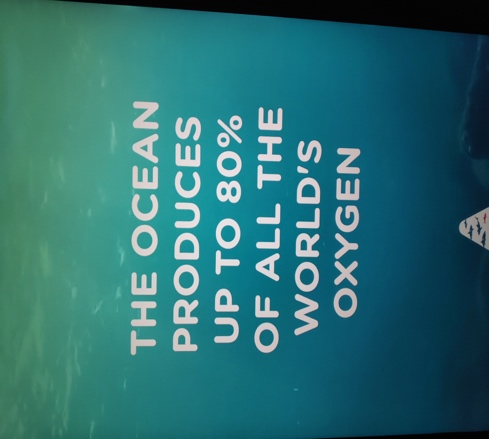 THE OCEAN
PRODUCES
UP TO 80%
OF ALL THE
WORLD'S
OXYGEN